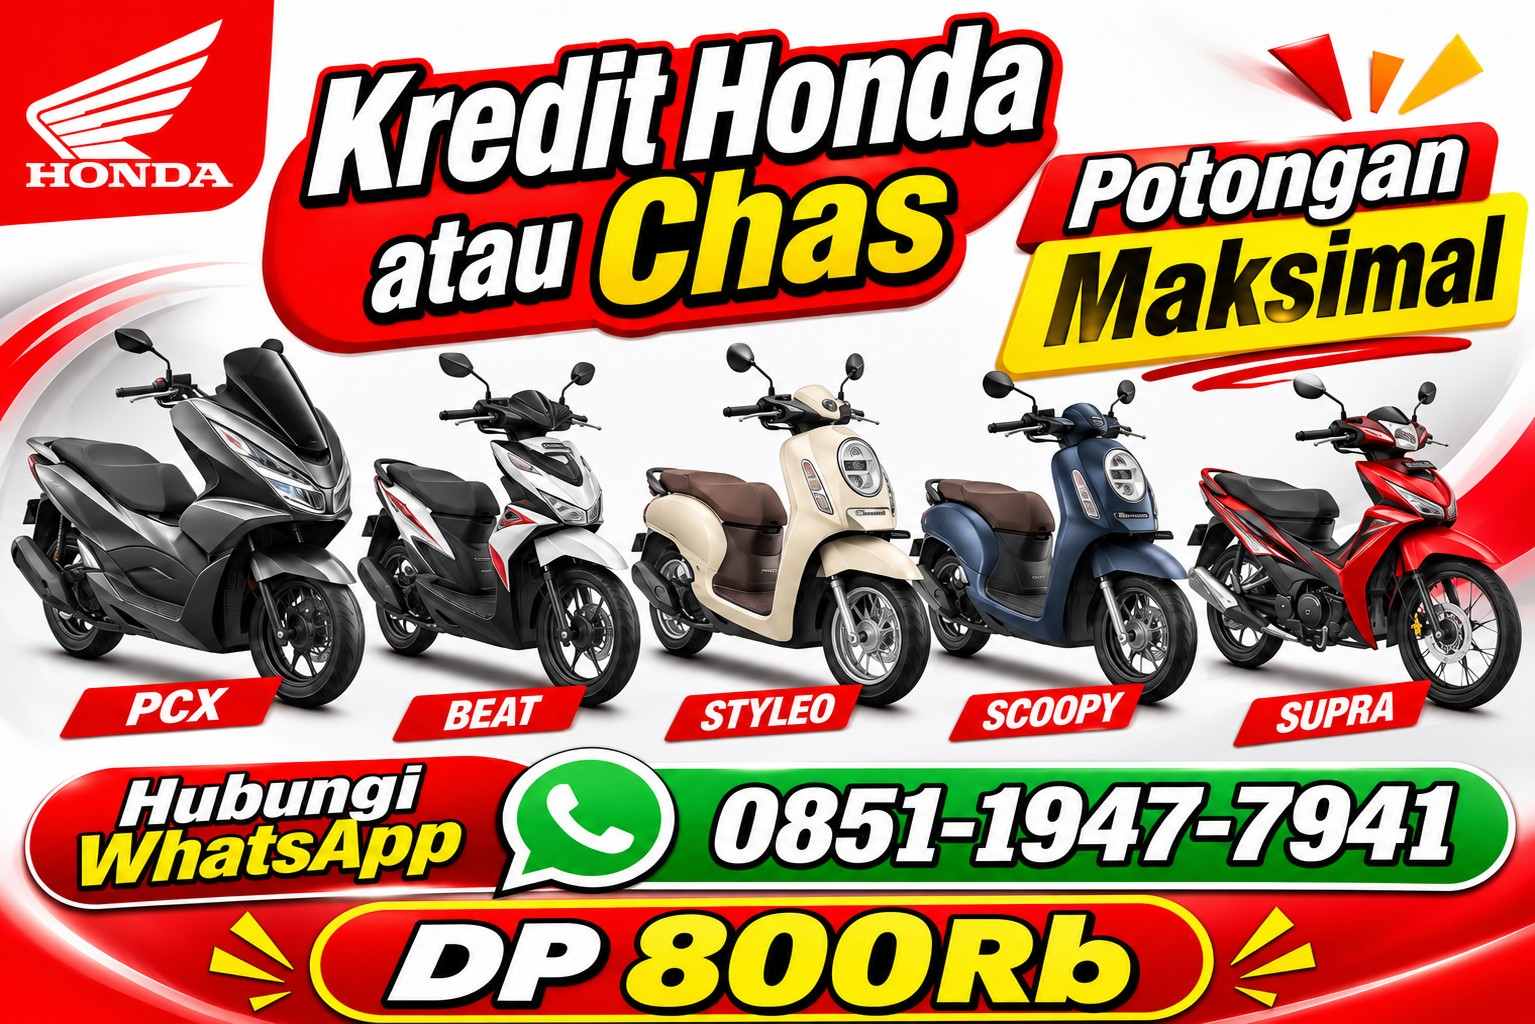 HONDA
Kredit Honda
atau Chas
Potongan
Maksimal
PCX
BEAT
STYLEO
SCOOPY
SUPRA
Hubungi
WhatsApp
0851-1947-7941
DP 800Rb